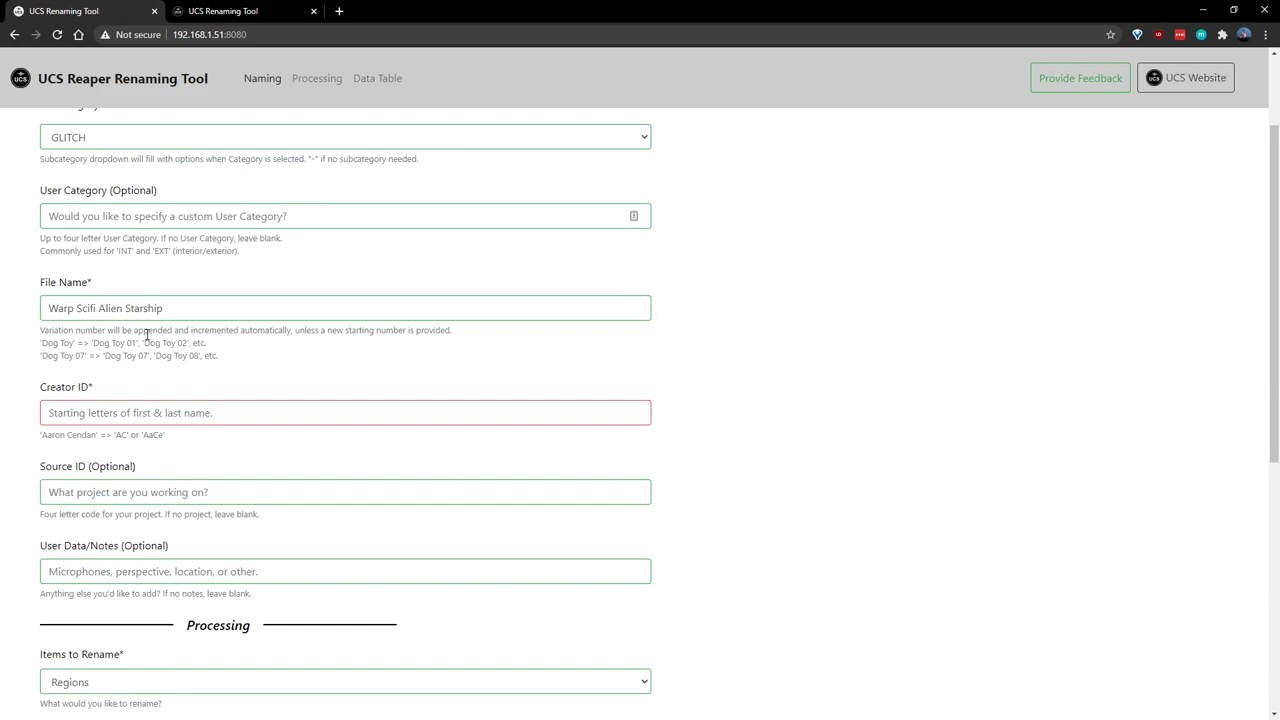 UCS Renaming Tool
UCS Renaming Tool
Not secure 192.168.1.51:8080
UCS Reaper Renaming Tool
Naming Processing Data Table
Provide Feedback
UCS Website
GLITCH
Subcategory dropdown will fill with options when Category is selected. "-" if no subcategory needed.
User Category (Optional)
Would you like to specify a custom User Category?
Up to four letter User Category. If no User Category, leave blank.
Commonly used for 'INT' and 'EXT' (interior/exterior).
File Name*
Warp Scifi Alien Starship
Variation number will be appended and incremented automatically, unless a new starting number is provided.
'Dog Toy' => 'Dog Toy 01', 'Dog Toy 02', etc.
'Dog Toy 07' => 'Dog Toy 07', 'Dog Toy 08', etc.
Creator ID*
Starting letters of first & last name.
'Aaron Cendan' => 'AC' or 'AaCe'
Source ID (Optional)
What project are you working on?
Four letter code for your project. If no project, leave blank.
User Data/Notes (Optional)
Microphones, perspective, location, or other.
Anything else you'd like to add? If no notes, leave blank.
Processing
Items to Rename*
Regions
What would you like to rename?